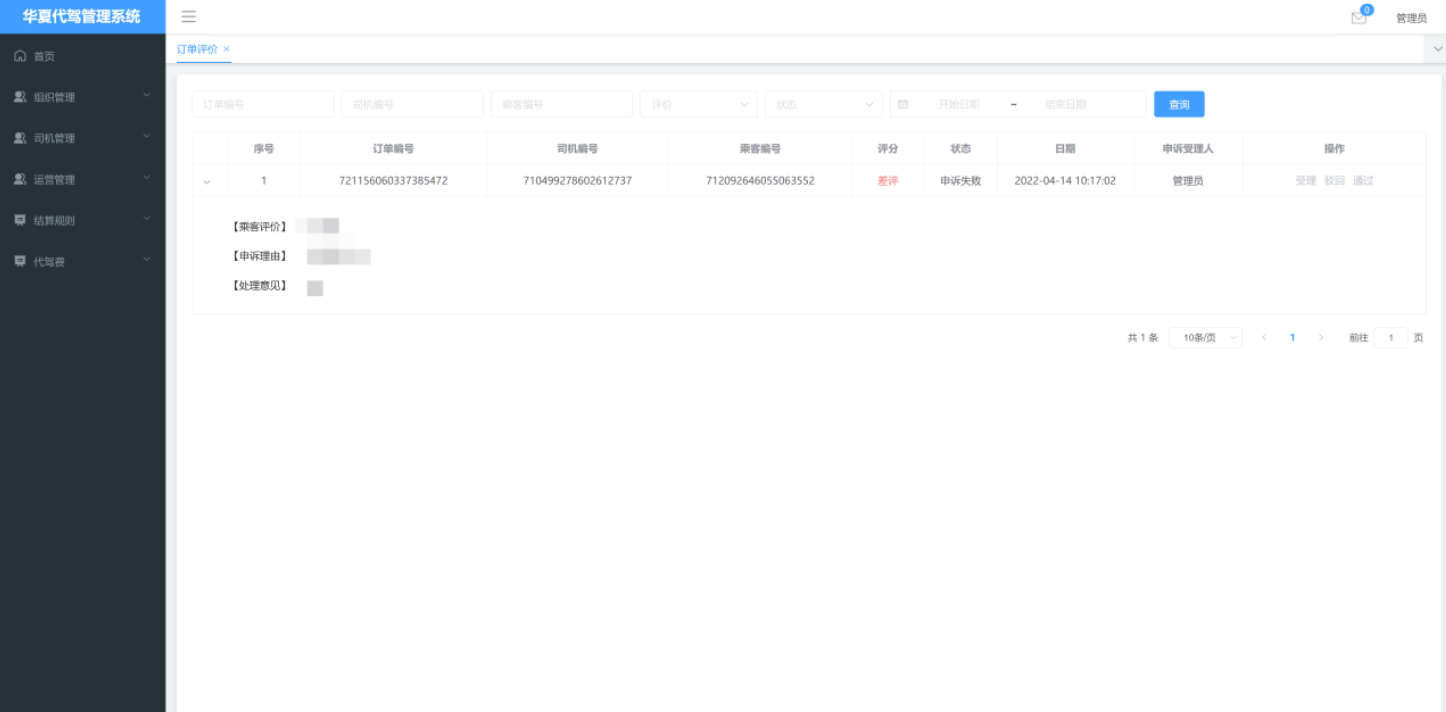 华夏代驾管理系统
0
管理员
首页
组织管理
司机管理
运营管理
结算规则
代驾费
订单评价 ×
订单编号 司机编号 乘客编号 评价 状态 开始日期 ~ 结束日期 查询
序号 订单编号 司机编号 乘客编号 评分 状态 日期 申诉受理人 操作
1 721156060337385472 710499278602612737 712092646055063552 差评 申诉失败 2022-04-14 10:17:02 管理员 受理 驳回 通过
【乘客评价】
【申诉理由】
【处理意见】
共 1 条 10条/页 < 1 > 前往 1 页